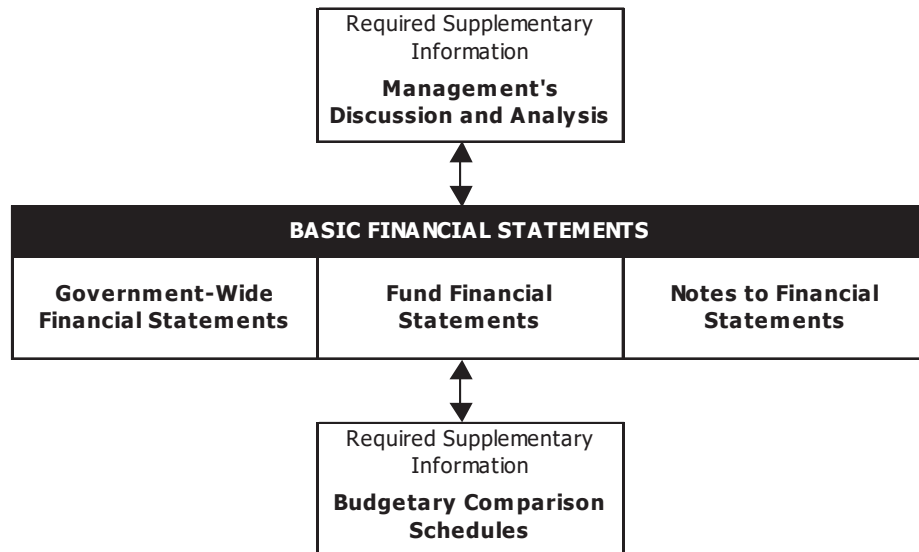 Required Supplementary
Information
Management's
Discussion and Analysis
BASIC FINANCIAL STATEMENTS
Government-Wide
Financial Statements
Fund Financial
Statements
Notes to Financial
Statements
Required Supplementary
Information
Budgetary Comparison
Schedules